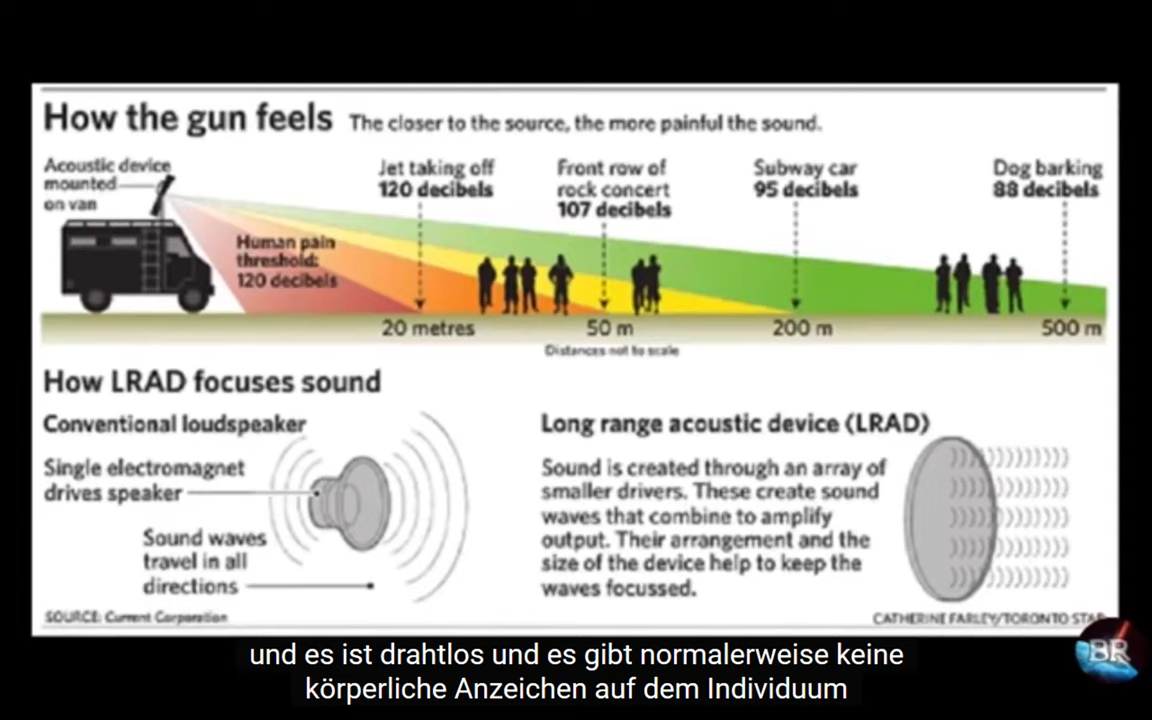 How the gun feels The closer to the source, the more painful the sound.
Acoustic device
mounted
on van
Jet taking off
120 decibels
Front row of
rock concert
107 decibels
Subway car
95 decibels
Dog barking
88 decibels
Human pain
threshold:
120 decibels
20 metres
50 m
200 m
500 m
Distances not to scale
How LRAD focuses sound
Conventional loudspeaker
Single electromagnet
drives speaker
Sound waves
travel in all
directions
Long range acoustic device (LRAD)
Sound is created through an array of
smaller drivers. These create sound
waves that combine to amplify
output. Their arrangement and the
size of the device help to keep the
waves focussed.
SOURCE: Current Corporation
CATHERINE FARLEY/TORONTO STAR
BR
und es ist drahtlos und es gibt normalerweise keine
körperliche Anzeichen auf dem Individuum